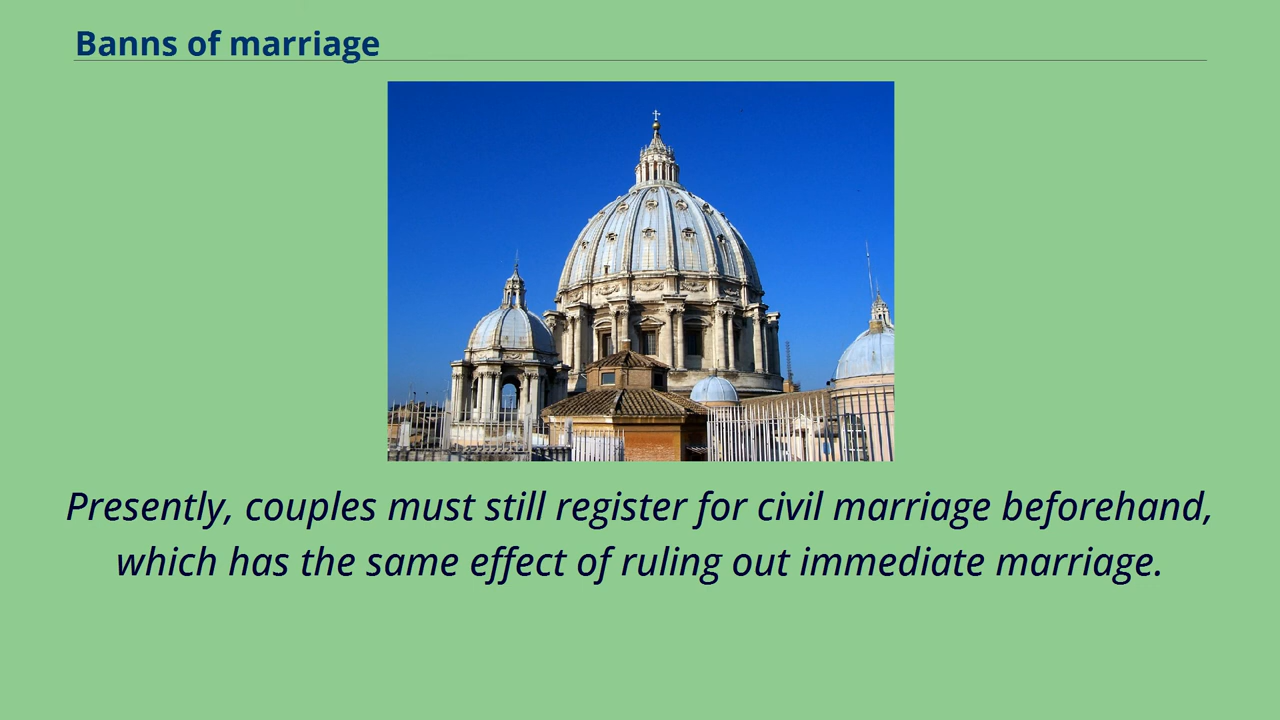 Banns of marriage
Presently, couples must still register for civil marriage beforehand,
which has the same effect of ruling out immediate marriage.